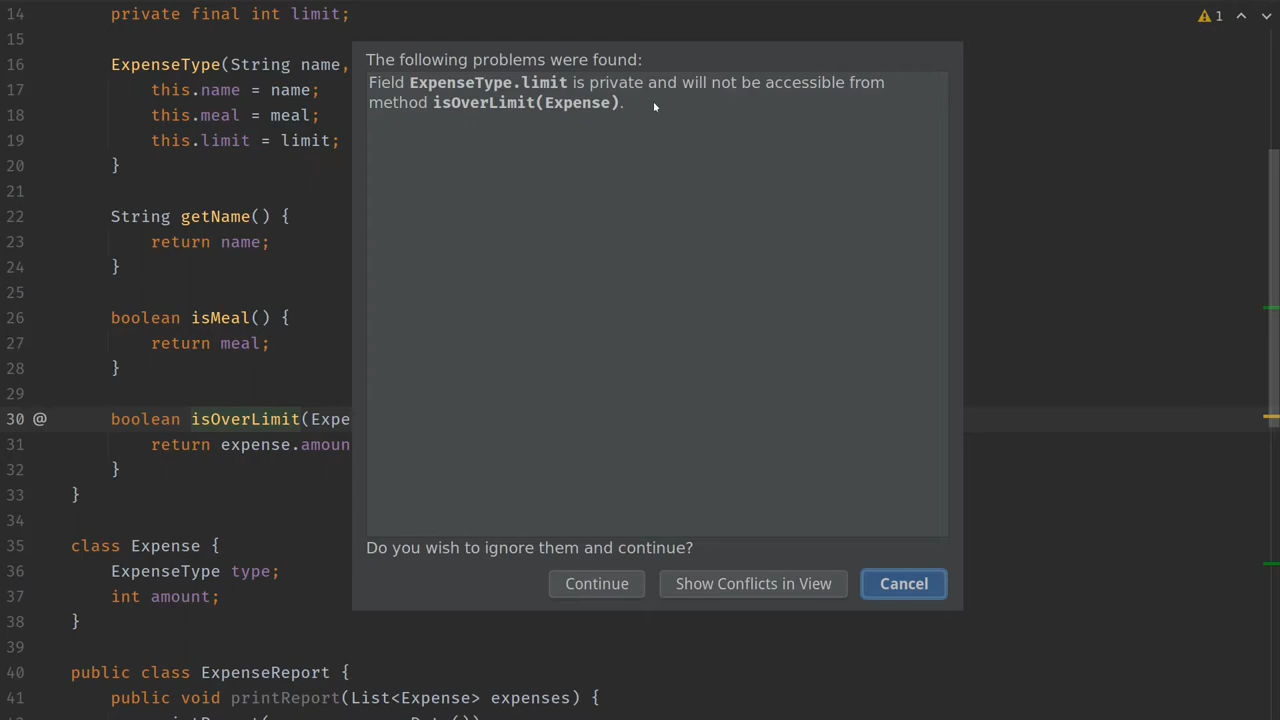 14 private final int limit;
1
The following problems were found:
Field ExpenseType.limit is private and will not be accessible from
method isOverLimit(Expense).
Do you wish to ignore them and continue?
Continue Show Conflicts in View Cancel
15
16 ExpenseType(String name,
17 this.name = name;
18 this.meal = meal;
19 this.limit = limit;
20 }
21
22 String getName() {
23 return name;
24 }
25
26 boolean isMeal() {
27 return meal;
28 }
29
30 @ boolean isOverLimit(Expe
31 return expense.amoun
32 }
33 }
34
35 class Expense {
36 ExpenseType type;
37 int amount;
38 }
39
40 public class ExpenseReport {
41 public void printReport(List<Expense> expenses) {